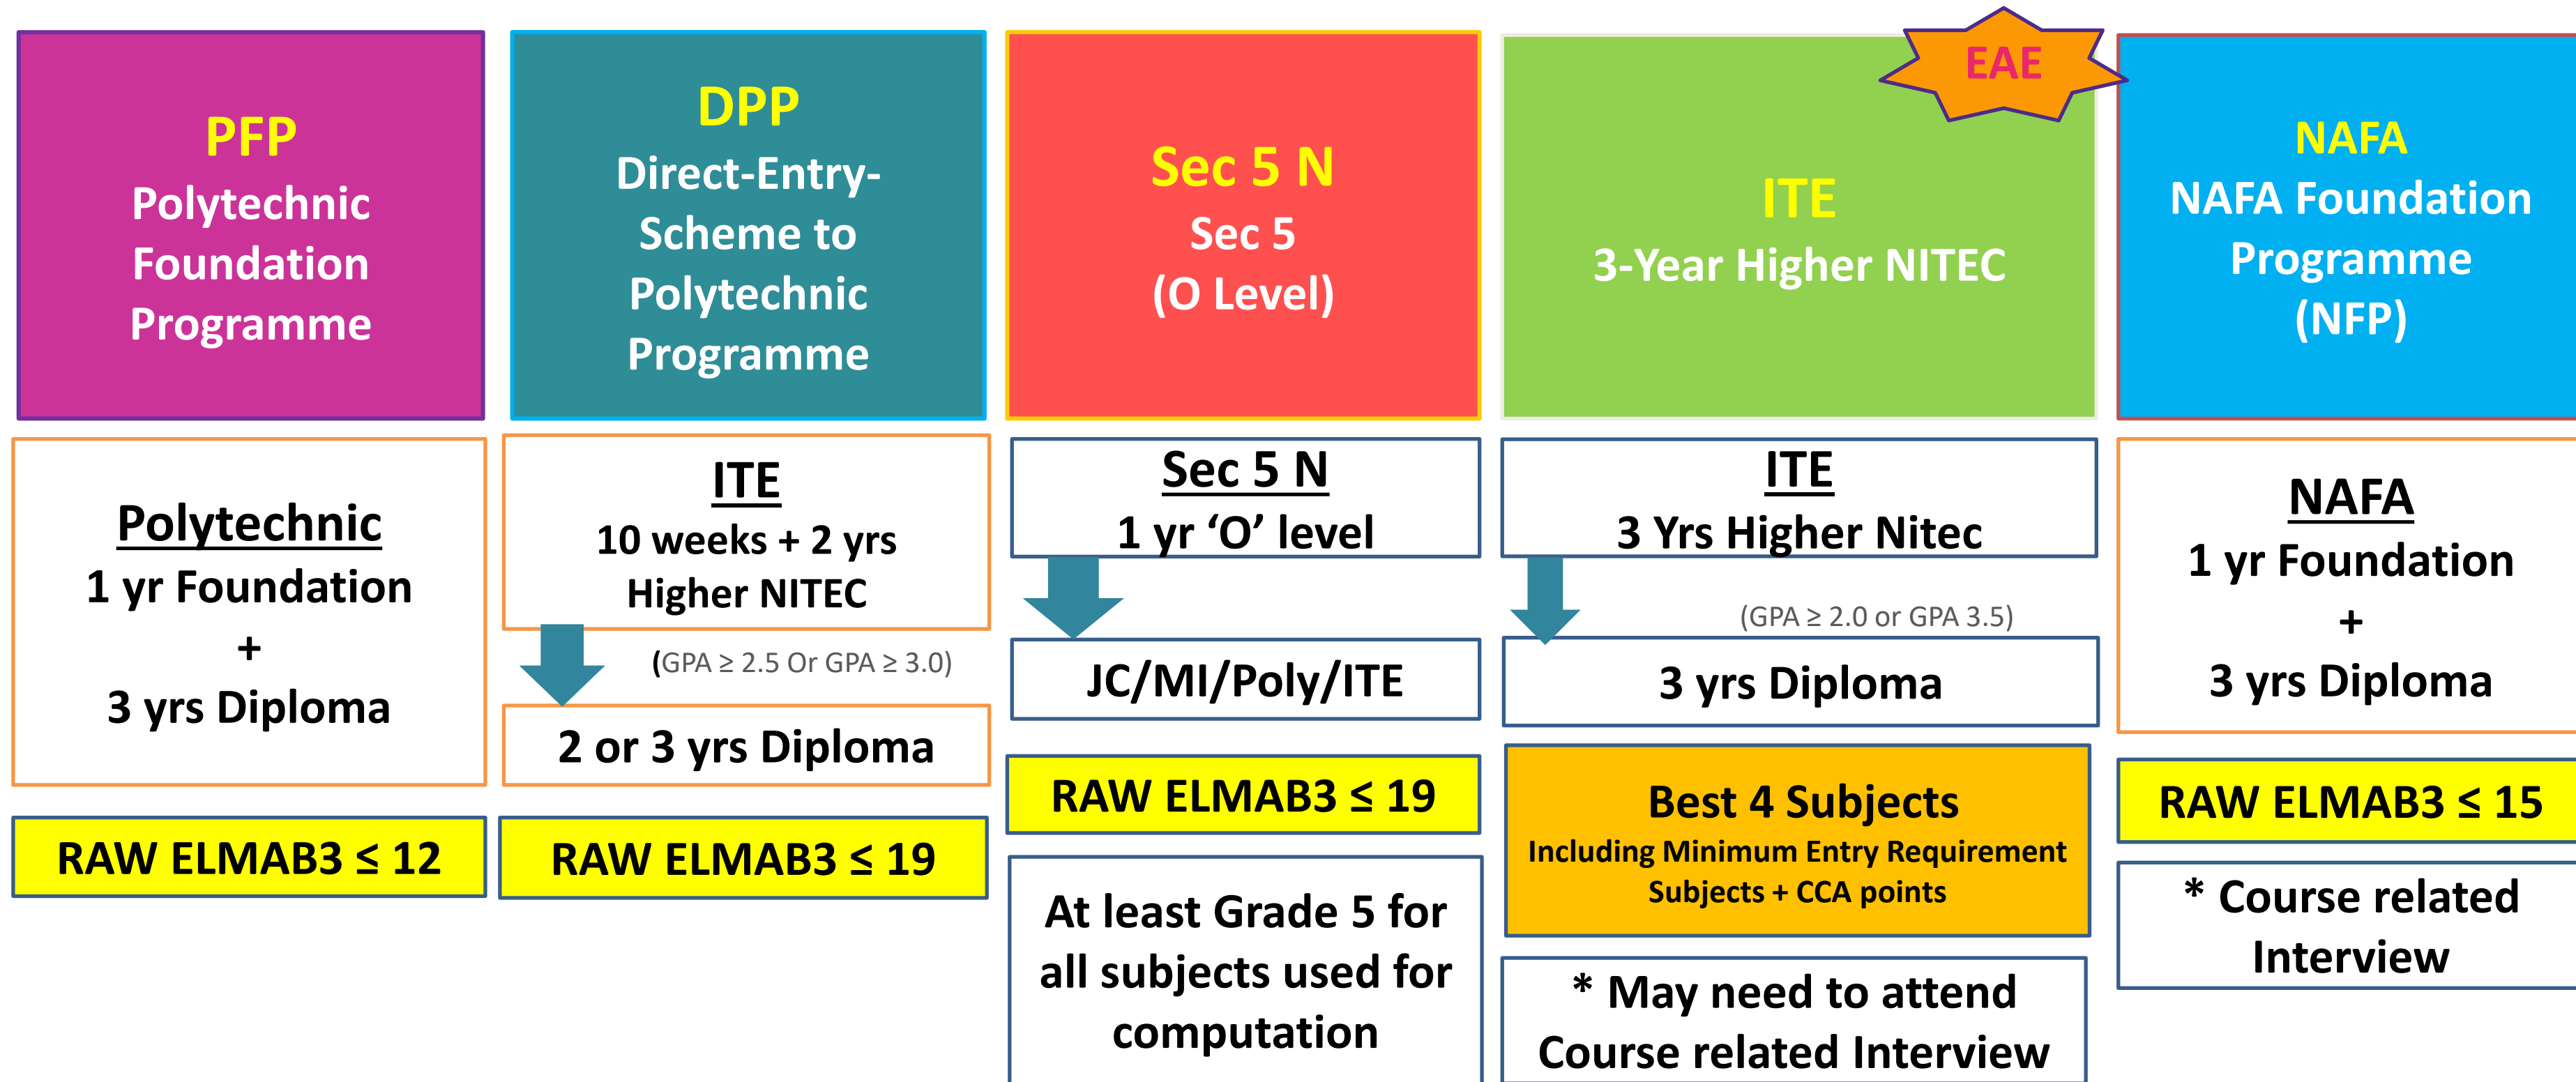 PFP
Polytechnic
Foundation
Programme
Polytechnic
1 yr Foundation
+
3 yrs Diploma
RAW ELMAB3 ≤ 12
DPP
Direct-Entry-
Scheme to
Polytechnic
Programme
ITE
10 weeks + 2 yrs
Higher NITEC
(GPA ≥ 2.5 Or GPA ≥ 3.0)
2 or 3 yrs Diploma
RAW ELMAB3 ≤ 19
Sec 5 N
Sec 5
(O Level)
Sec 5 N
1 yr ‘O’ level
JC/MI/Poly/ITE
RAW ELMAB3 ≤ 19
At least Grade 5 for
all subjects used for
computation
EAE
ITE
3-Year Higher NITEC
ITE
3 Yrs Higher Nitec
(GPA ≥ 2.0 or GPA 3.5)
3 yrs Diploma
Best 4 Subjects
Including Minimum Entry Requirement
Subjects + CCA points
* May need to attend
Course related Interview
NAFA
NAFA Foundation
Programme
(NFP)
NAFA
1 yr Foundation
+
3 yrs Diploma
RAW ELMAB3 ≤ 15
* Course related
Interview